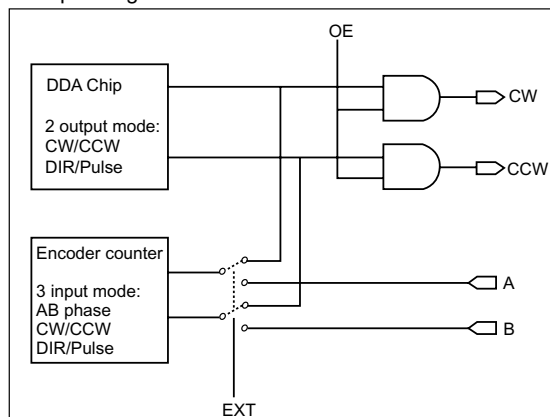 OE
DDA Chip
2 output mode:
CW/CCW
DIR/Pulse
CW
CCW
Encoder counter
3 input mode:
AB phase
CW/CCW
DIR/Pulse
A
B
EXT